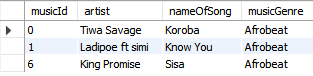 musicId artist nameOfSong musicGenre
0 Tiwa Savage Koroba Afrobeat
1 Ladipoe ft simi Know You Afrobeat
6 King Promise Sisa Afrobeat